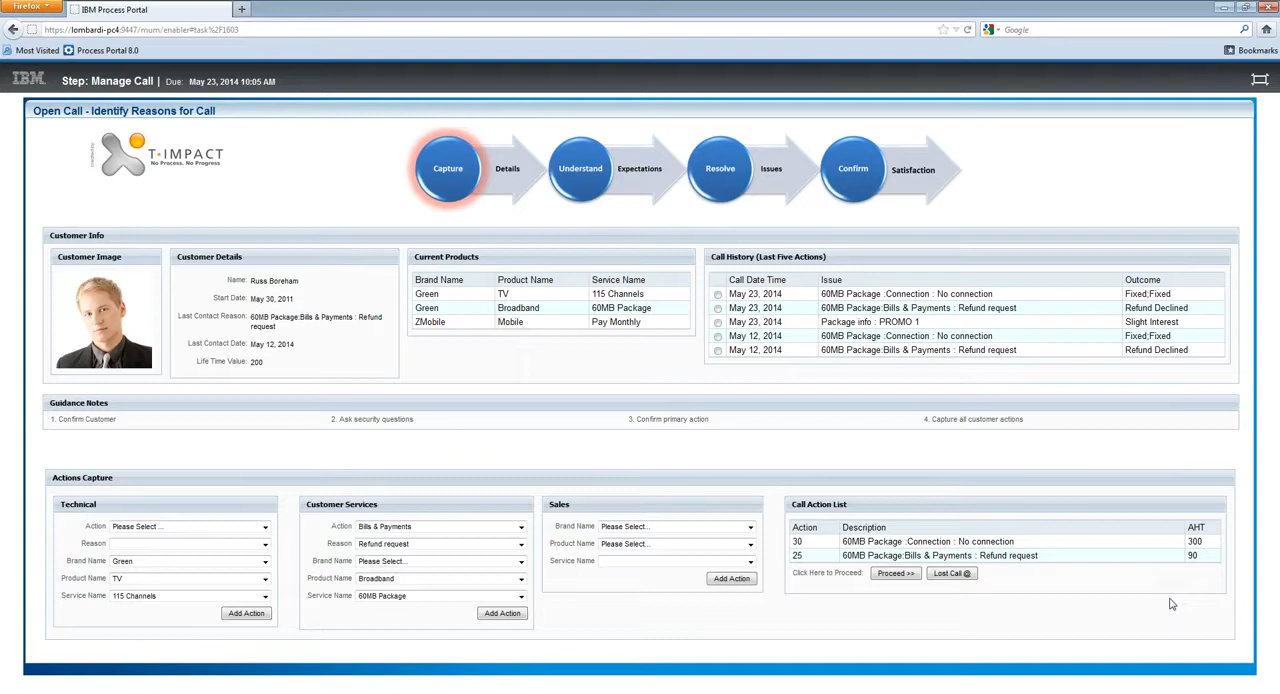 Firefox
IBM Process Portal
https://lombardi-pc4:9447/mum/enabler#task%2F1603
Google
Most Visited
Process Portal 8.0
Bookmarks
IBM.
Step: Manage Call | Due: May 23, 2014 10:05 AM
Open Call - Identify Reasons for Call
created by
T·IMPACT
No Process. No Progress
Capture
Details
Understand
Expectations
Resolve
Issues
Confirm
Satisfaction
Customer Info
Customer Image
Customer Details
Name: Russ Boreham
Start Date: May 30, 2011
Last Contact Reason: 60MB Package:Bills & Payments : Refund
request
Last Contact Date: May 12, 2014
Life Time Value: 200
Current Products
Brand Name Product Name Service Name
Green TV 115 Channels
Green Broadband 60MB Package
ZMobile Mobile Pay Monthly
Call History (Last Five Actions)
Call Date Time Issue Outcome
May 23, 2014 60MB Package :Connection : No connection Fixed;Fixed
May 23, 2014 60MB Package:Bills & Payments : Refund request Refund Declined
May 23, 2014 Package info : PROMO 1 Slight Interest
May 12, 2014 60MB Package :Connection : No connection Fixed;Fixed
May 12, 2014 60MB Package:Bills & Payments : Refund request Refund Declined
Guidance Notes
1. Confirm Customer 2. Ask security questions 3. Confirm primary action 4. Capture all customer actions
Actions Capture
Technical
Action Please Select ...
Reason
Brand Name Green
Product Name TV
Service Name 115 Channels
Add Action
Customer Services
Action Bills & Payments
Reason Refund request
Brand Name Please Select...
Product Name Broadband
Service Name 60MB Package
Add Action
Sales
Brand Name Please Select...
Product Name Please Select...
Service Name
Add Action
Call Action List
Action Description AHT
30 60MB Package :Connection : No connection 300
25 60MB Package:Bills & Payments : Refund request 90
Click Here to Proceed: Proceed >> Lost Call @